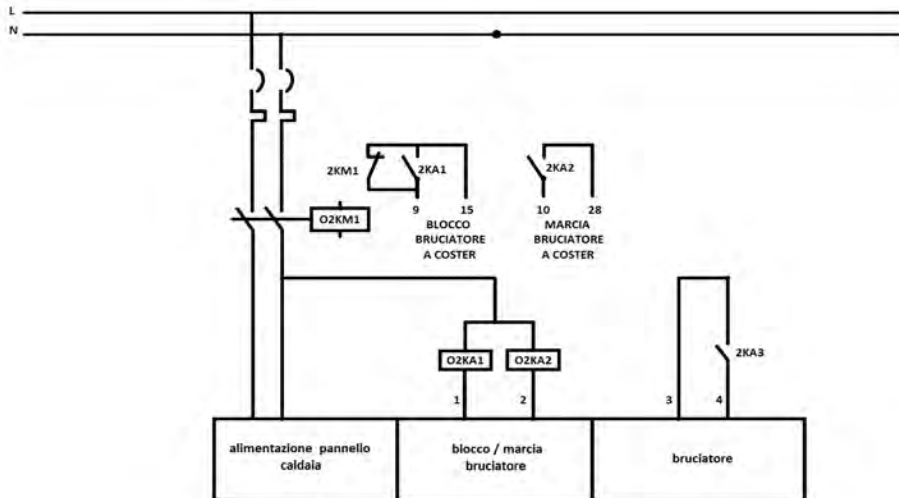 L
N
2KM1
2KA1
2KA2
9
15
10
28
O2KM1
BLOCCO
BRUCIATORE
A COSTER
MARCIA
BRUCIATORE
A COSTER
2KA3
O2KA1
O2KA2
1
2
3
4
alimentazione pannello
caldaia
blocco / marcia
bruciatore
bruciatore